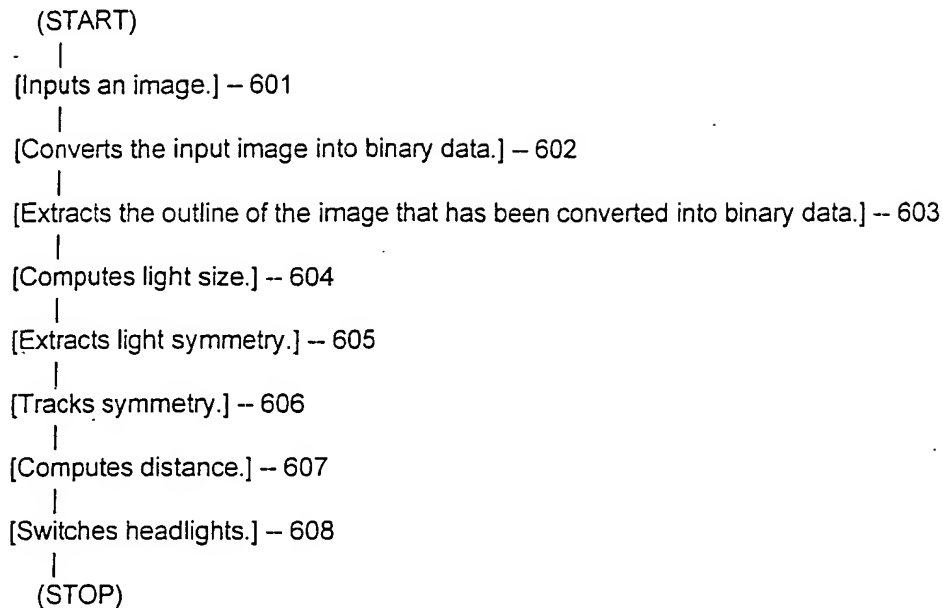 (START)
[Inputs an image.] – 601
[Converts the input image into binary data.] – 602
[Extracts the outline of the image that has been converted into binary data.] -- 603
[Computes light size.] -- 604
[Extracts light symmetry.] -- 605
[Tracks symmetry.] -- 606
[Computes distance.] -- 607
[Switches headlights.] -- 608
(STOP)